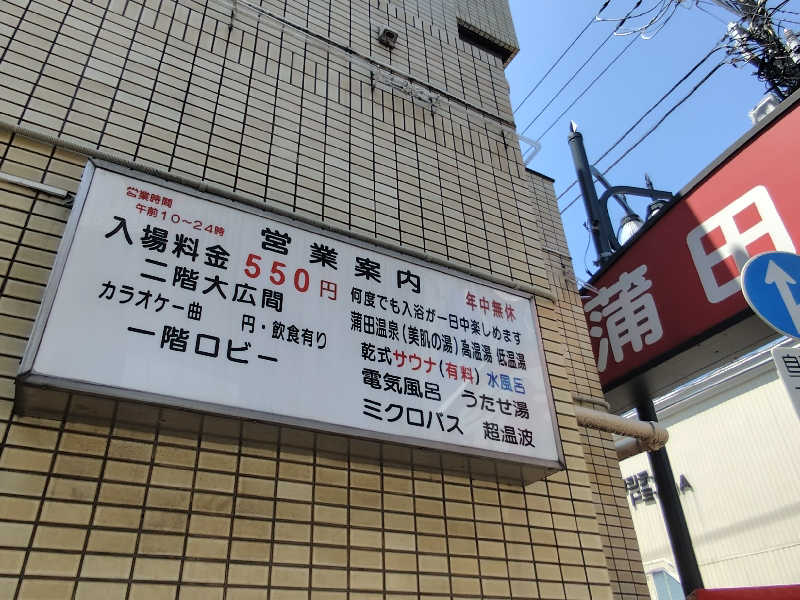 営業時間
午前10〜24時
営業案内
入場料金 550円
二階大広間
カラオケ一曲 円・飲食有り
一階ロビー
年中無休
何度でも入浴が一日中楽しめます
蒲田温泉(美肌の湯)高温湯 低温湯
乾式サウナ(有料) 水風呂
電気風呂 うたせ湯
ミクロバス 超温波
蒲田
自